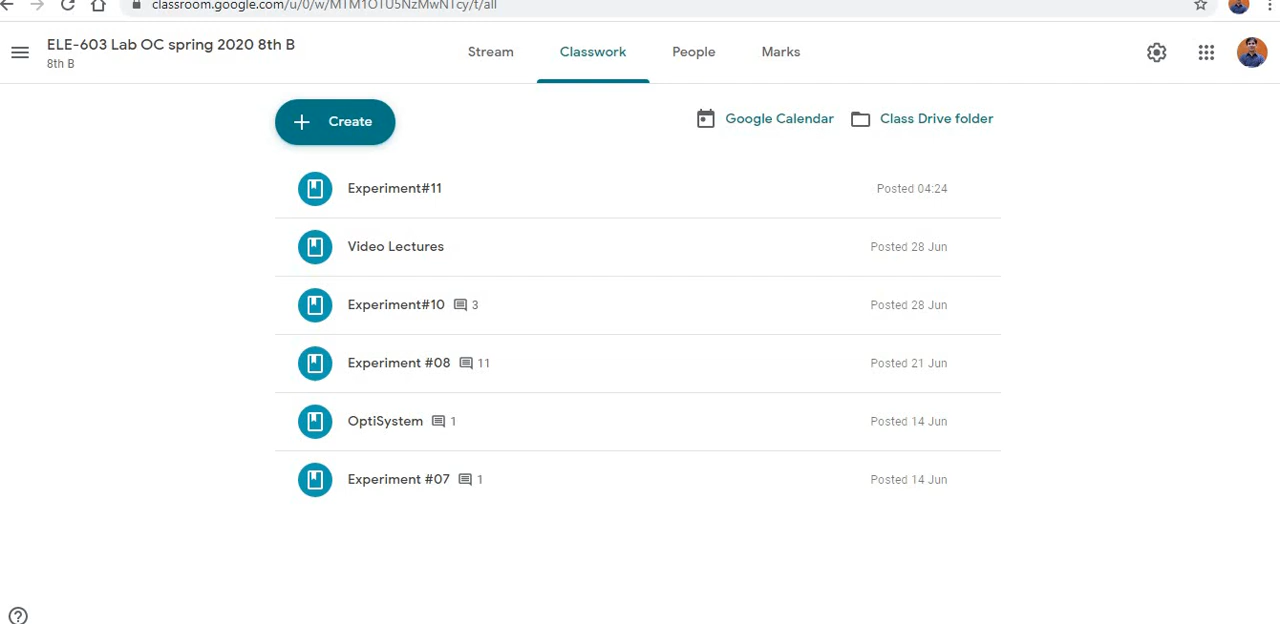 classroom.google.com/u/0/w/MTM1OTU5NzMwNTcy/t/all
ELE-603 Lab OC spring 2020 8th B
8th B
Stream
Classwork
People
Marks
Create
Google Calendar
Class Drive folder
Experiment#11
Posted 04:24
Video Lectures
Posted 28 Jun
Experiment#10 3
Posted 28 Jun
Experiment #08 11
Posted 21 Jun
OptiSystem 1
Posted 14 Jun
Experiment #07 1
Posted 14 Jun